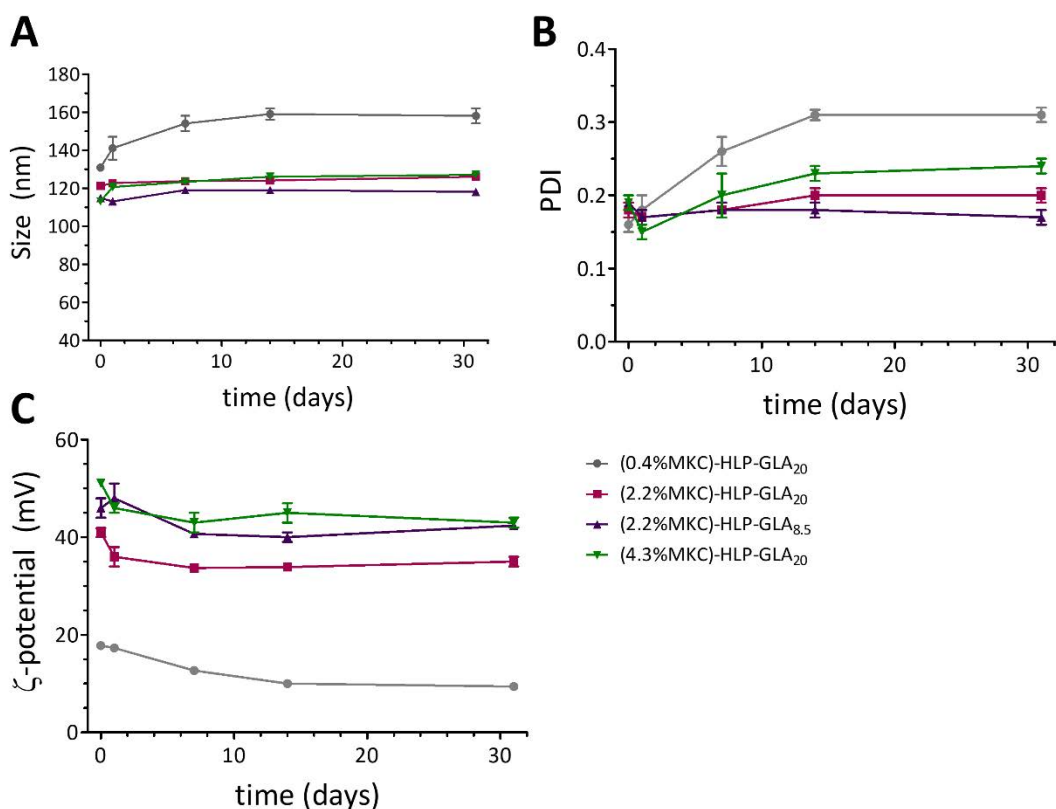 A
Size (nm)
180
160
140
120
100
80
60
40
0
10
20
30
time (days)
B
PDI
0.4
0.3
0.2
0.1
0.0
0
10
20
30
time (days)
C
ζ-potential (mV)
60
40
20
0
0
10
20
30
time (days)
(0.4%MKC)-HLP-GLA₂₀
(2.2%MKC)-HLP-GLA₂₀
(2.2%MKC)-HLP-GLA₈.₅
(4.3%MKC)-HLP-GLA₂₀